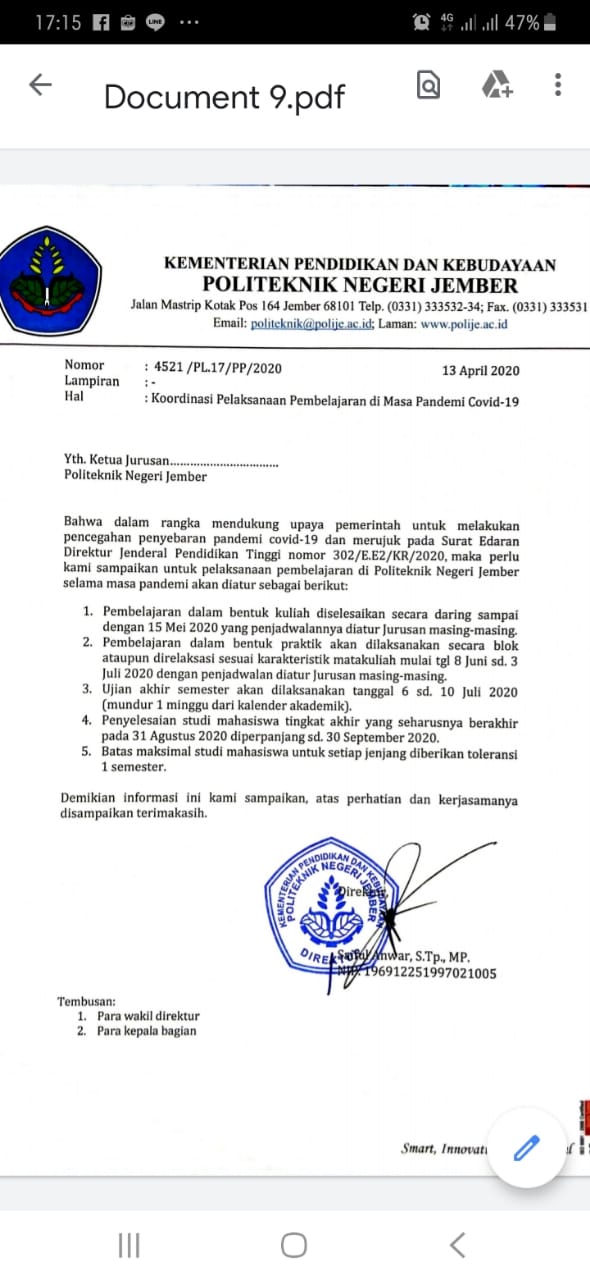 17:15 LINE ... 4G 47%
Document 9.pdf
KEMENTERIAN PENDIDIKAN DAN KEBUDAYAAN
POLITEKNIK NEGERI JEMBER
Jalan Mastrip Kotak Pos 164 Jember 68101 Telp. (0331) 333532-34; Fax. (0331) 333531
Email: politeknik@polije.ac.id; Laman: www.polije.ac.id
Nomor : 4521 /PL.17/PP/2020 13 April 2020
Lampiran : -
Hal : Koordinasi Pelaksanaan Pembelajaran di Masa Pandemi Covid-19
Yth. Ketua Jurusan.................................
Politeknik Negeri Jember
Bahwa dalam rangka mendukung upaya pemerintah untuk melakukan
pencegahan penyebaran pandemi covid-19 dan merujuk pada Surat Edaran
Direktur Jenderal Pendidikan Tinggi nomor 302/E.E2/KR/2020, maka perlu
kami sampaikan untuk pelaksanaan pembelajaran di Politeknik Negeri Jember
selama masa pandemi akan diatur sebagai berikut:
1. Pembelajaran dalam bentuk kuliah diselesaikan secara daring sampai
dengan 15 Mei 2020 yang penjadwalannya diatur Jurusan masing-masing.
2. Pembelajaran dalam bentuk praktik akan dilaksanakan secara blok
ataupun direlaksasi sesuai karakteristik matakuliah mulai tgl 8 Juni sd. 3
Juli 2020 dengan penjadwalan diatur Jurusan masing-masing.
3. Ujian akhir semester akan dilaksanakan tanggal 6 sd. 10 Juli 2020
(mundur 1 minggu dari kalender akademik).
4. Penyelesaian studi mahasiswa tingkat akhir yang seharusnya berakhir
pada 31 Agustus 2020 diperpanjang sd. 30 September 2020.
5. Batas maksimal studi mahasiswa untuk setiap jenjang diberikan toleransi
1 semester.
Demikian informasi ini kami sampaikan, atas perhatian dan kerjasamanya
disampaikan terimakasih.
KEMENTERIAN PENDIDIKAN DAN KEBUDAYAAN
POLITEKNIK NEGERI JEMBER
Direktur,
DIREKTUR
Saiful Anwar, S.Tp., MP.
NIP. 196912251997021005
Tembusan:
1. Para wakil direktur
2. Para kepala bagian
Smart, Innovati